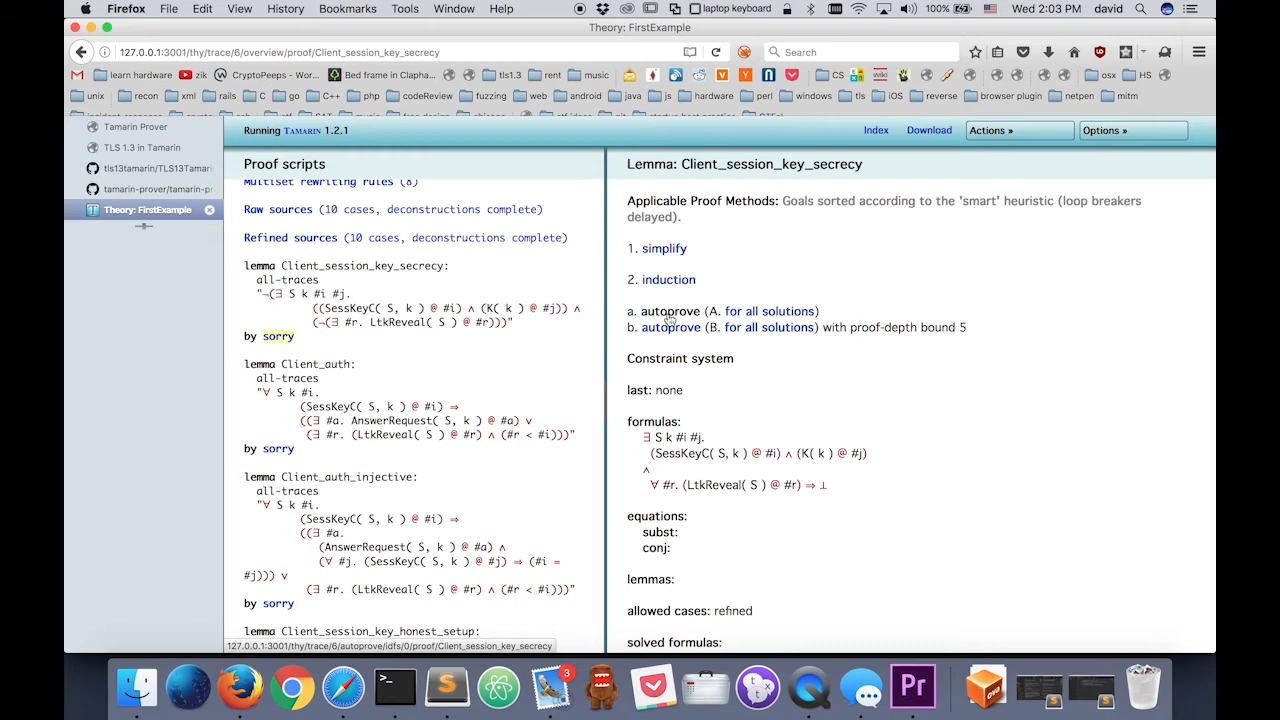 Firefox File Edit View History Bookmarks Tools Window Help laptop keyboard 100% Wed 2:03 PM david
Theory: FirstExample
127.0.0.1:3001/thy/trace/6/overview/proof/Client_session_key_secrecy Search
learn hardware zik CryptoPeeps - Wor... Bed frame in Clapha... tls1.3 rent music CS wiki osx HS
unix recon xml rails C go C++ php codeReview fuzzing web android java js hardware perl windows tls iOS reverse browser plugin netpen mitm
Tamarin Prover
TLS 1.3 in Tamarin
tls13tamarin/TLS13Tamari
tamarin-prover/tamarin-pr
Theory: FirstExample
Running TAMARIN 1.2.1 Index Download Actions » Options »
Proof scripts
Multiset rewriting rules (8)
Raw sources (10 cases, deconstructions complete)
Refined sources (10 cases, deconstructions complete)
lemma Client_session_key_secrecy:
all-traces
"¬(∃ S k #i #j.
((SessKeyC( S, k ) @ #i) ∧ (K( k ) @ #j)) ∧
(¬(∃ #r. LtkReveal( S ) @ #r)))"
by sorry
lemma Client_auth:
all-traces
"∀ S k #i.
(SessKeyC( S, k ) @ #i) ⇒
((∃ #a. AnswerRequest( S, k ) @ #a) ∨
(∃ #r. (LtkReveal( S ) @ #r) ∧ (#r < #i)))"
by sorry
lemma Client_auth_injective:
all-traces
"∀ S k #i.
(SessKeyC( S, k ) @ #i) ⇒
((∃ #a.
(AnswerRequest( S, k ) @ #a) ∧
(∀ #j. (SessKeyC( S, k ) @ #j) ⇒ (#i =
#j))) ∨
(∃ #r. (LtkReveal( S ) @ #r) ∧ (#r < #i)))"
by sorry
lemma Client_session_key_honest_setup:
127.0.0.1:3001/thy/trace/6/autoprove/idfs/0/proof/Client_session_key_secrecy
Lemma: Client_session_key_secrecy
Applicable Proof Methods: Goals sorted according to the 'smart' heuristic (loop breakers
delayed).
1. simplify
2. induction
a. autoprove (A. for all solutions)
b. autoprove (B. for all solutions) with proof-depth bound 5
Constraint system
last: none
formulas:
∃ S k #i #j.
(SessKeyC( S, k ) @ #i) ∧ (K( k ) @ #j)
∧
∀ #r. (LtkReveal( S ) @ #r) ⇒ ⊥
equations:
subst:
conj:
lemmas:
allowed cases: refined
solved formulas:
3
Pr